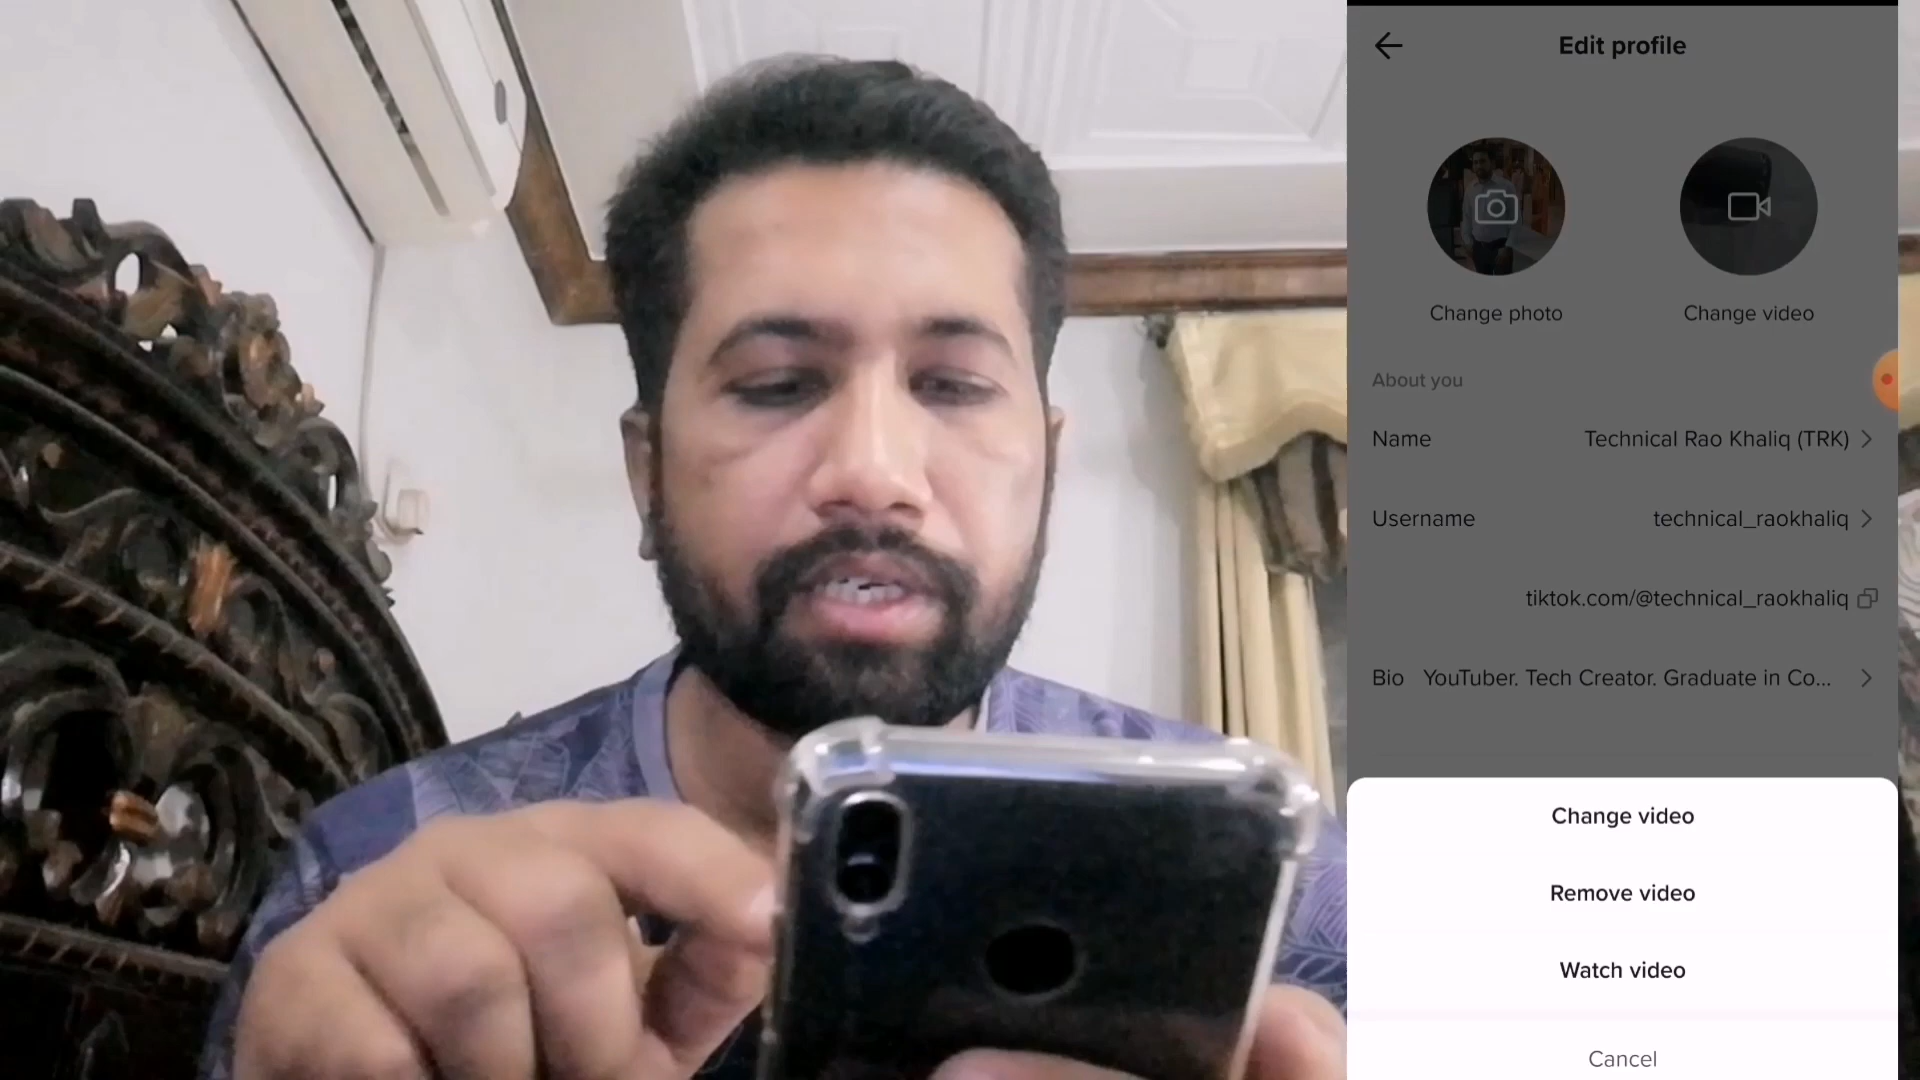 Edit profile
Change photo
Change video
About you
Name Technical Rao Khaliq (TRK)
Username technical_raokhaliq
tiktok.com/@technical_raokhaliq
Bio YouTuber. Tech Creator. Graduate in Co...
Change video
Remove video
Watch video
Cancel